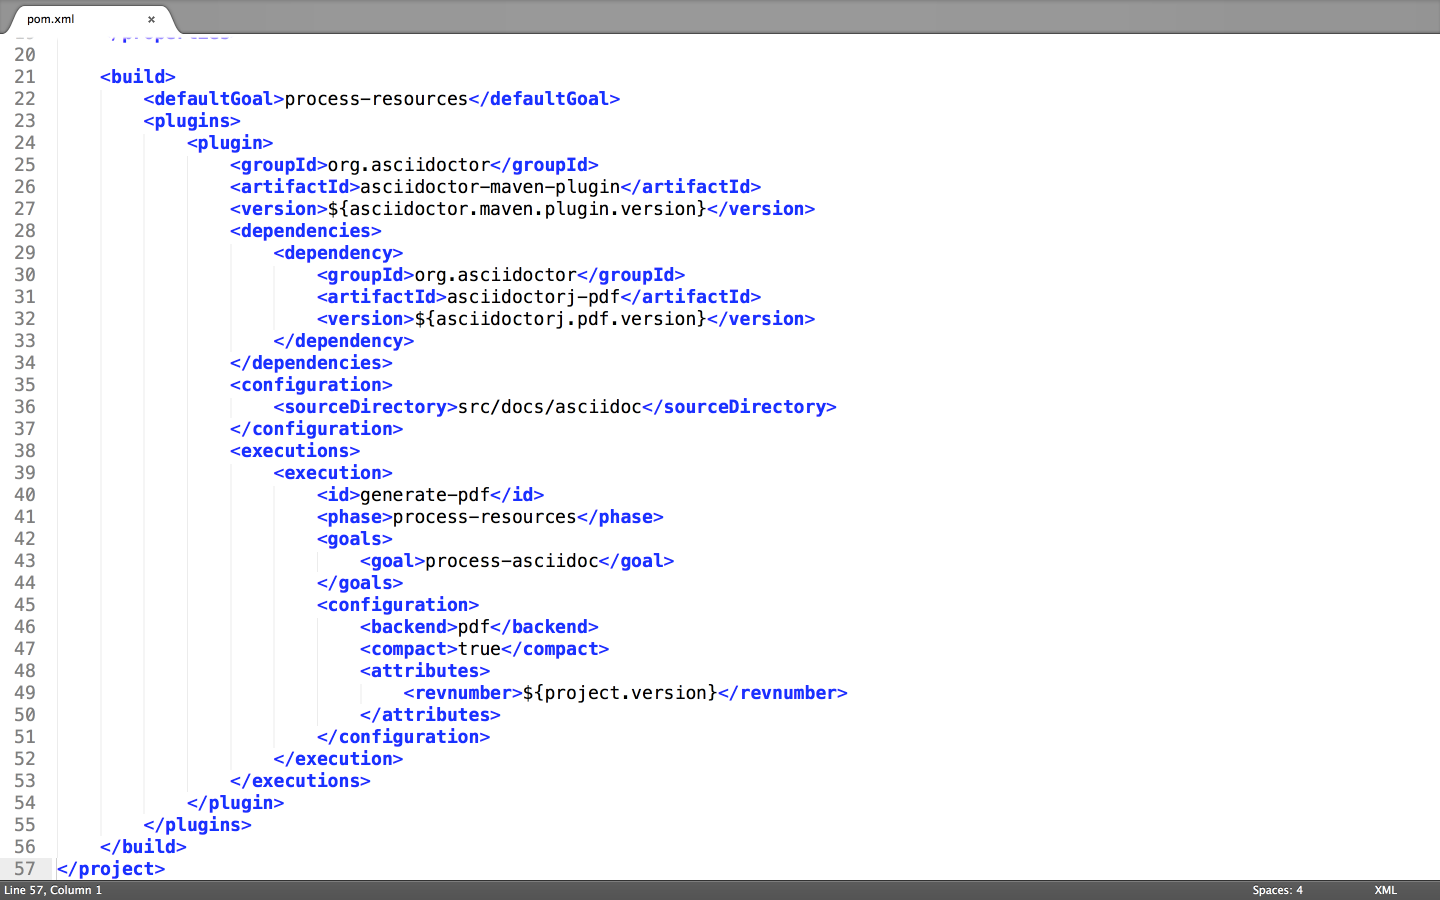 pom.xml ×
20
21 <build>
22 <defaultGoal>process-resources</defaultGoal>
23 <plugins>
24 <plugin>
25 <groupId>org.asciidoctor</groupId>
26 <artifactId>asciidoctor-maven-plugin</artifactId>
27 <version>${asciidoctor.maven.plugin.version}</version>
28 <dependencies>
29 <dependency>
30 <groupId>org.asciidoctor</groupId>
31 <artifactId>asciidoctorj-pdf</artifactId>
32 <version>${asciidoctorj.pdf.version}</version>
33 </dependency>
34 </dependencies>
35 <configuration>
36 <sourceDirectory>src/docs/asciidoc</sourceDirectory>
37 </configuration>
38 <executions>
39 <execution>
40 <id>generate-pdf</id>
41 <phase>process-resources</phase>
42 <goals>
43 <goal>process-asciidoc</goal>
44 </goals>
45 <configuration>
46 <backend>pdf</backend>
47 <compact>true</compact>
48 <attributes>
49 <revnumber>${project.version}</revnumber>
50 </attributes>
51 </configuration>
52 </execution>
53 </executions>
54 </plugin>
55 </plugins>
56 </build>
57 </project>
Line 57, Column 1 Spaces: 4 XML